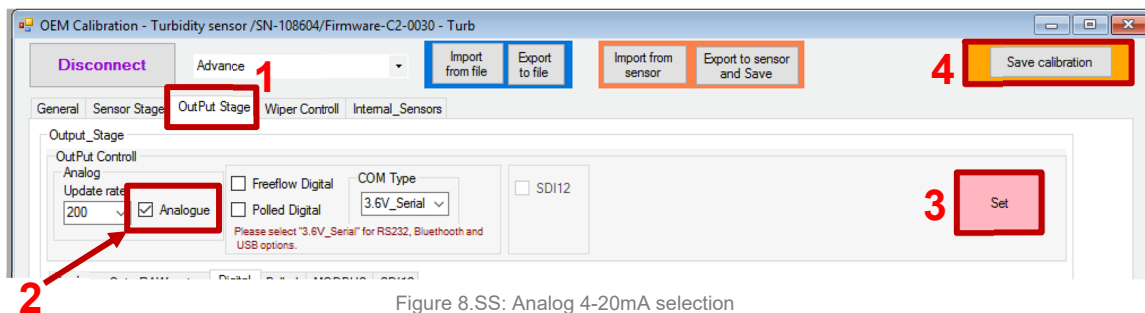 OEM Calibration - Turbidity sensor /SN-108604/Firmware-C2-0030 - Turb
Disconnect
Advance
1
Import from file
Export to file
Import from sensor
Export to sensor and Save
4
Save calibration
General Sensor Stage OutPut Stage Wiper Controll Internal_Sensors
Output_Stage
OutPut Controll
Analog
Update rate
200
Analogue
Freeflow Digital
Polled Digital
COM Type
3.6V_Serial
Please select "3.6V_Serial" for RS232, Bluethooth and
USB options.
SDI12
3
Set
2
Figure 8.SS: Analog 4-20mA selection